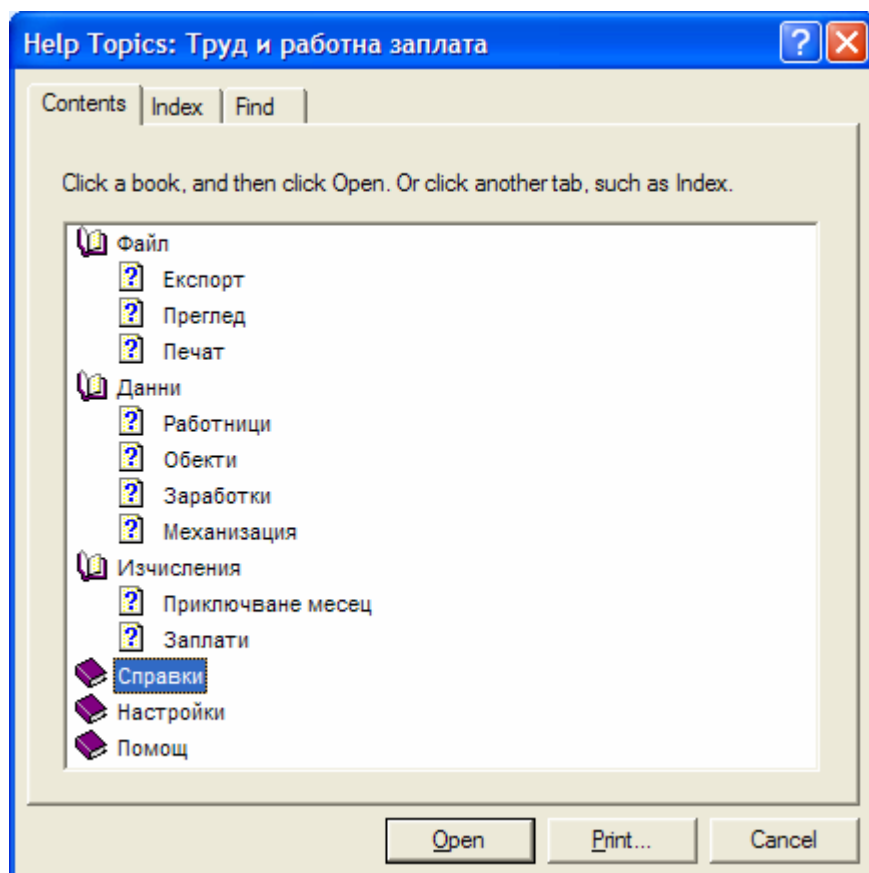 Help Topics: Труд и работна заплата
Contents Index Find
Click a book, and then click Open. Or click another tab, such as Index.
Файл
Експорт
Преглед
Печат
Данни
Работници
Обекти
Заработки
Механизация
Изчисления
Приключване месец
Заплати
Справки
Настройки
Помощ
Open Print... Cancel